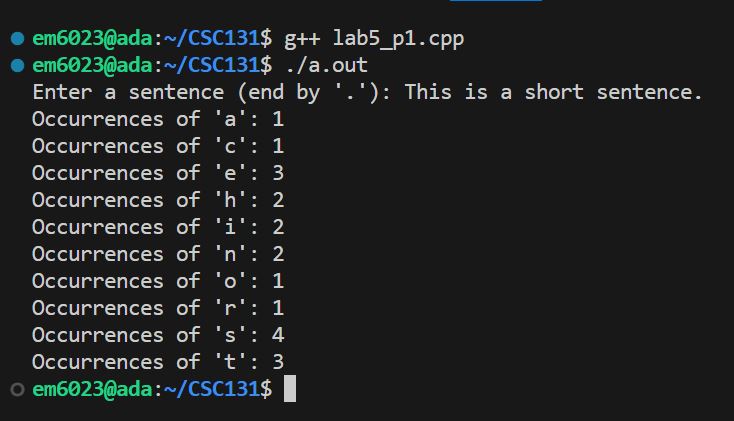 em6023@ada:~/CSC131$ g++ lab5_p1.cpp
em6023@ada:~/CSC131$ ./a.out
Enter a sentence (end by '.'): This is a short sentence.
Occurrences of 'a': 1
Occurrences of 'c': 1
Occurrences of 'e': 3
Occurrences of 'h': 2
Occurrences of 'i': 2
Occurrences of 'n': 2
Occurrences of 'o': 1
Occurrences of 'r': 1
Occurrences of 's': 4
Occurrences of 't': 3
em6023@ada:~/CSC131$